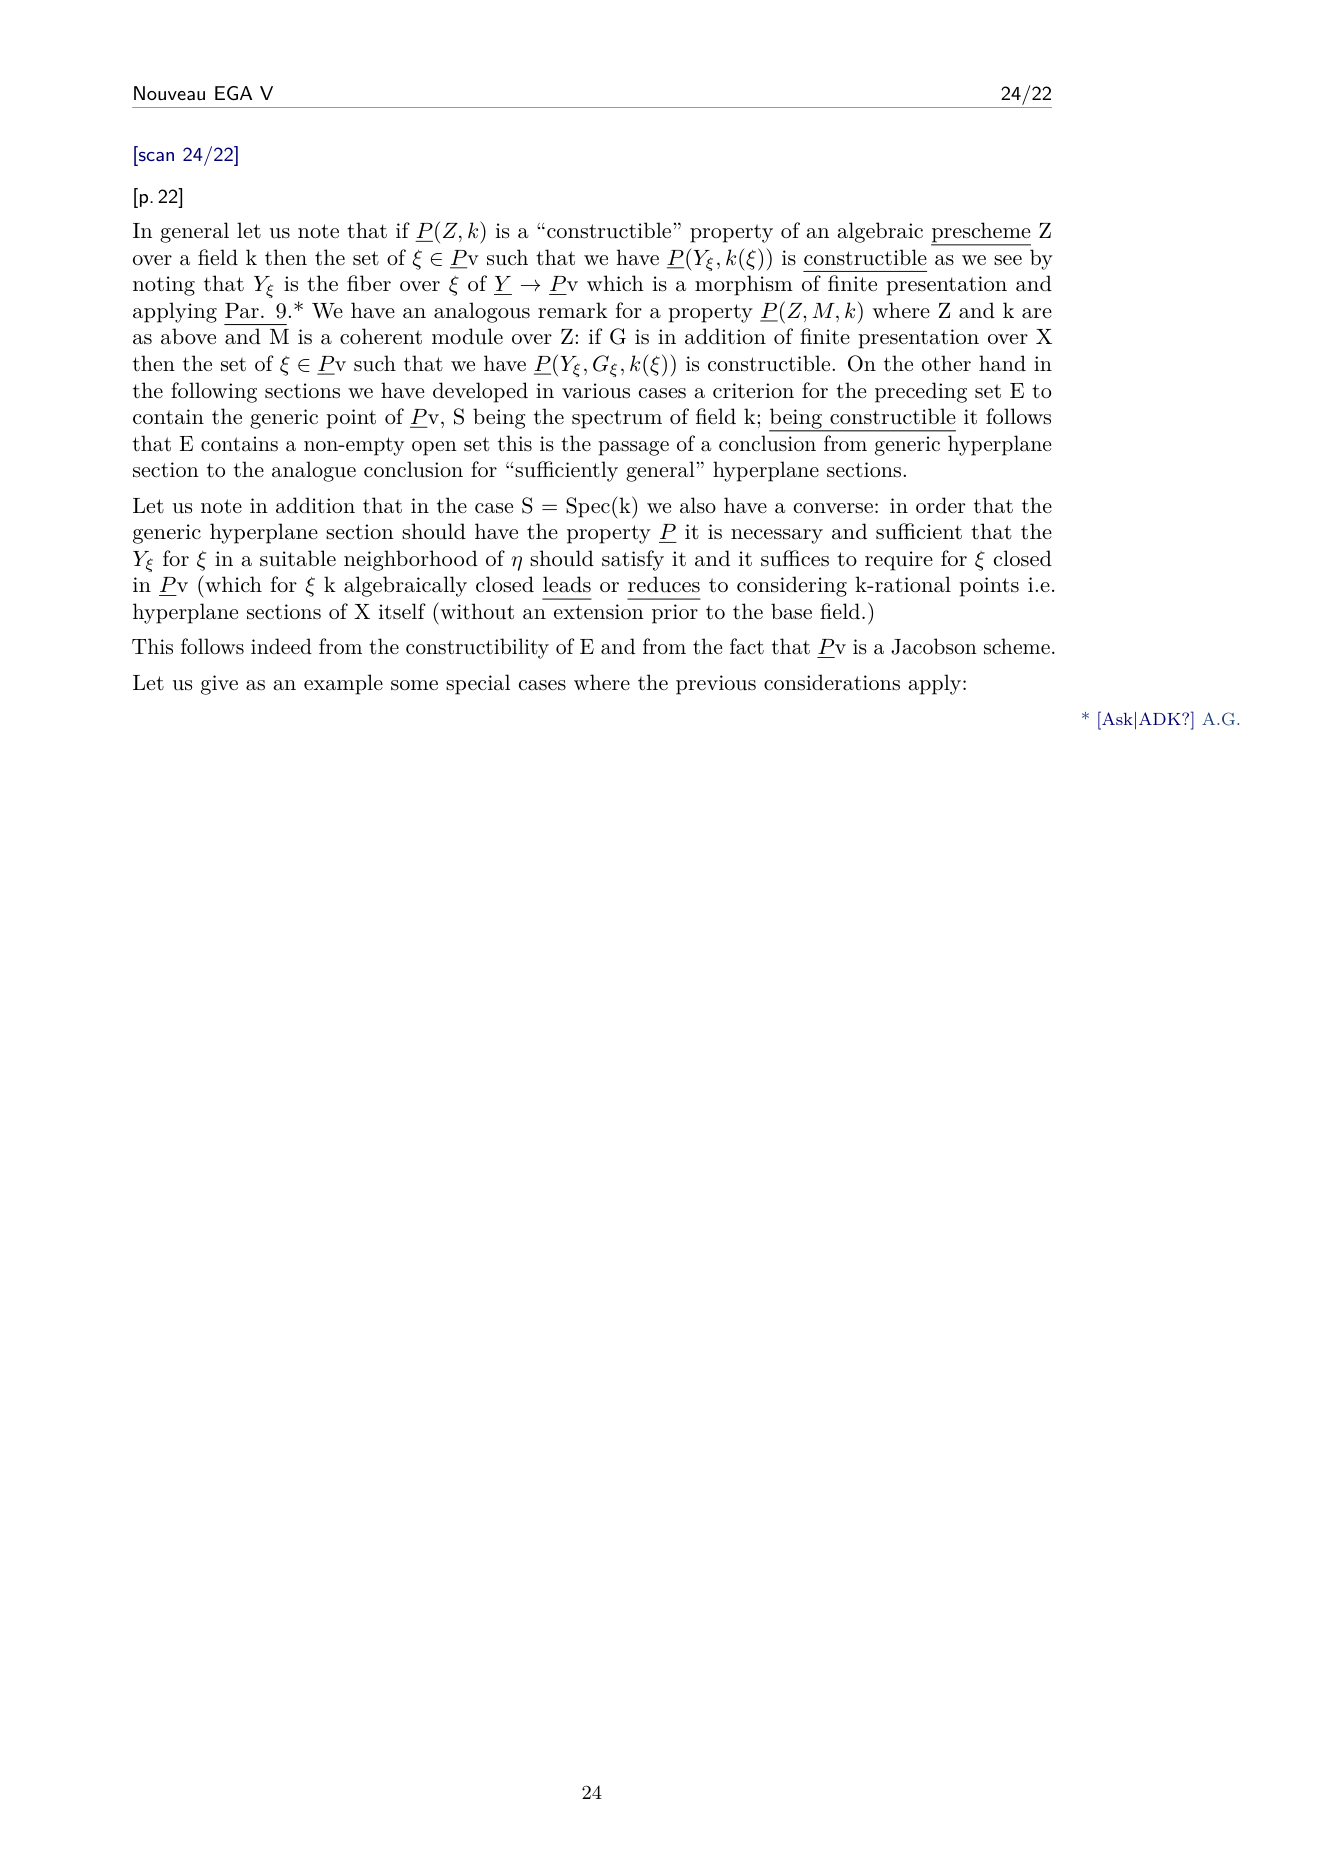 Nouveau EGA V 24/22
[scan 24/22]
[p. 22]
In general let us note that if P(Z, k) is a “constructible” property of an algebraic prescheme Z
over a field k then the set of ξ ∈ Pv such that we have P(Yξ, k(ξ)) is constructible as we see by
noting that Yξ is the fiber over ξ of Y → Pv which is a morphism of finite presentation and
applying Par. 9.* We have an analogous remark for a property P(Z, M, k) where Z and k are
as above and M is a coherent module over Z: if G is in addition of finite presentation over X
then the set of ξ ∈ Pv such that we have P(Yξ, Gξ, k(ξ)) is constructible. On the other hand in
the following sections we have developed in various cases a criterion for the preceding set E to
contain the generic point of Pv, S being the spectrum of field k; being constructible it follows
that E contains a non-empty open set this is the passage of a conclusion from generic hyperplane
section to the analogue conclusion for “sufficiently general” hyperplane sections.
Let us note in addition that in the case S = Spec(k) we also have a converse: in order that the
generic hyperplane section should have the property P it is necessary and sufficient that the
Yξ for ξ in a suitable neighborhood of η should satisfy it and it suffices to require for ξ closed
in Pv (which for ξ k algebraically closed leads or reduces to considering k-rational points i.e.
hyperplane sections of X itself (without an extension prior to the base field.)
This follows indeed from the constructibility of E and from the fact that Pv is a Jacobson scheme.
Let us give as an example some special cases where the previous considerations apply:
* [Ask|ADK?] A.G.
24